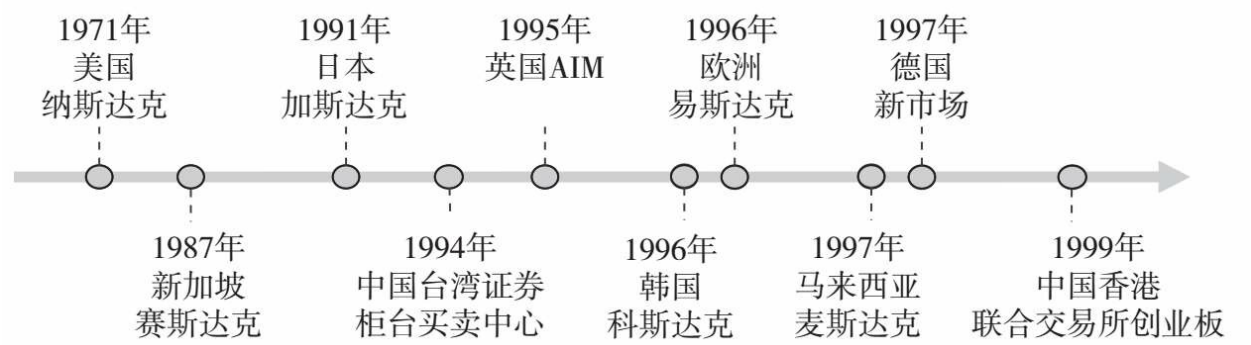 1971年
美国
纳斯达克
1991年
日本
加斯达克
1995年
英国AIM
1996年
欧洲
易斯达克
1997年
德国
新市场
1987年
新加坡
赛斯达克
1994年
中国台湾证券
柜台买卖中心
1996年
韩国
科斯达克
1997年
马来西亚
麦斯达克
1999年
中国香港
联合交易所创业板